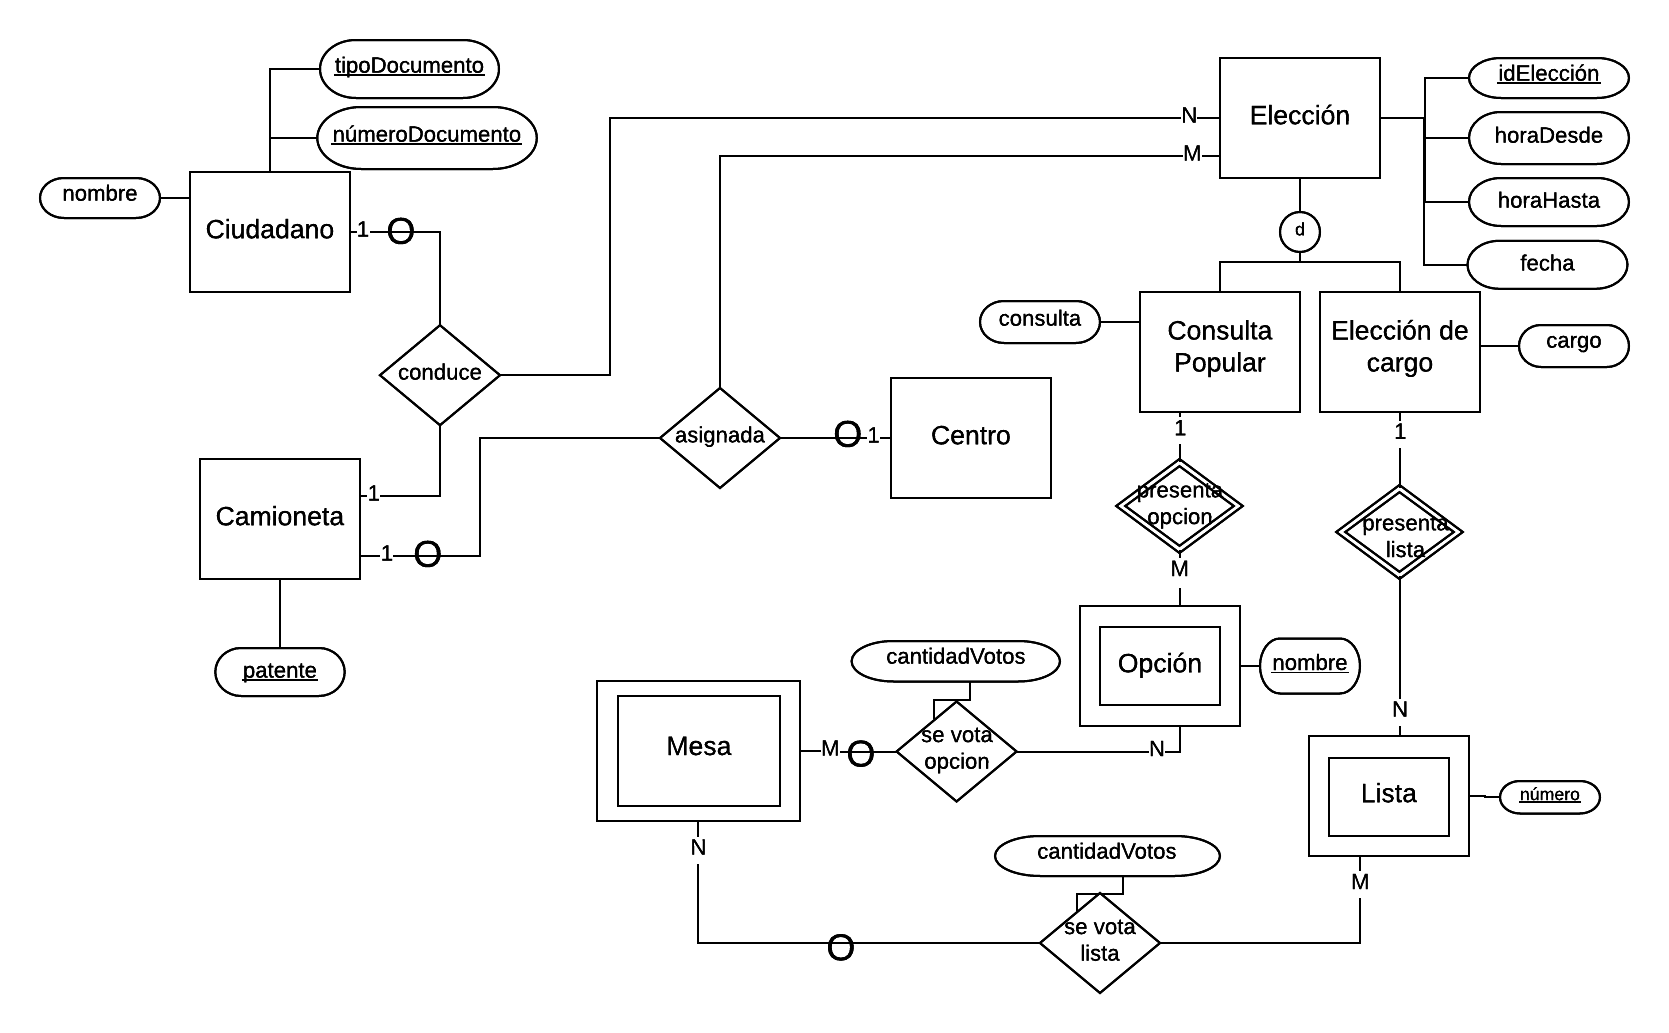 tipoDocumento
númeroDocumento
nombre
Ciudadano
1
O
conduce
N
M
Elección
idElección
horaDesde
horaHasta
fecha
d
consulta
Consulta
Popular
Elección de
cargo
cargo
asignada
O
1
Centro
Camioneta
1
1
O
patente
1
presenta
opcion
M
1
presenta
lista
N
Opción
nombre
cantidadVotos
Mesa
M
O
se vota
opcion
N
Lista
número
N
cantidadVotos
M
O
se vota
lista